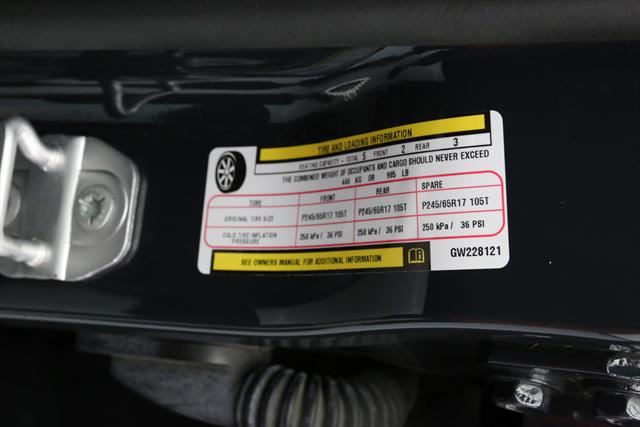 TIRE AND LOADING INFORMATION
SEATING CAPACITY - TOTAL 5 FRONT 2 REAR 3
THE COMBINED WEIGHT OF OCCUPANTS AND CARGO SHOULD NEVER EXCEED
446 KG OR 985 LB
TIRE FRONT REAR SPARE
ORIGINAL TIRE SIZE P245/65R17 105T P245/65R17 105T P245/65R17 105T
COLD TIRE INFLATION PRESSURE 250 kPa / 36 PSI 250 kPa / 36 PSI 250 kPa / 36 PSI
SEE OWNERS MANUAL FOR ADDITIONAL INFORMATION
GW228121